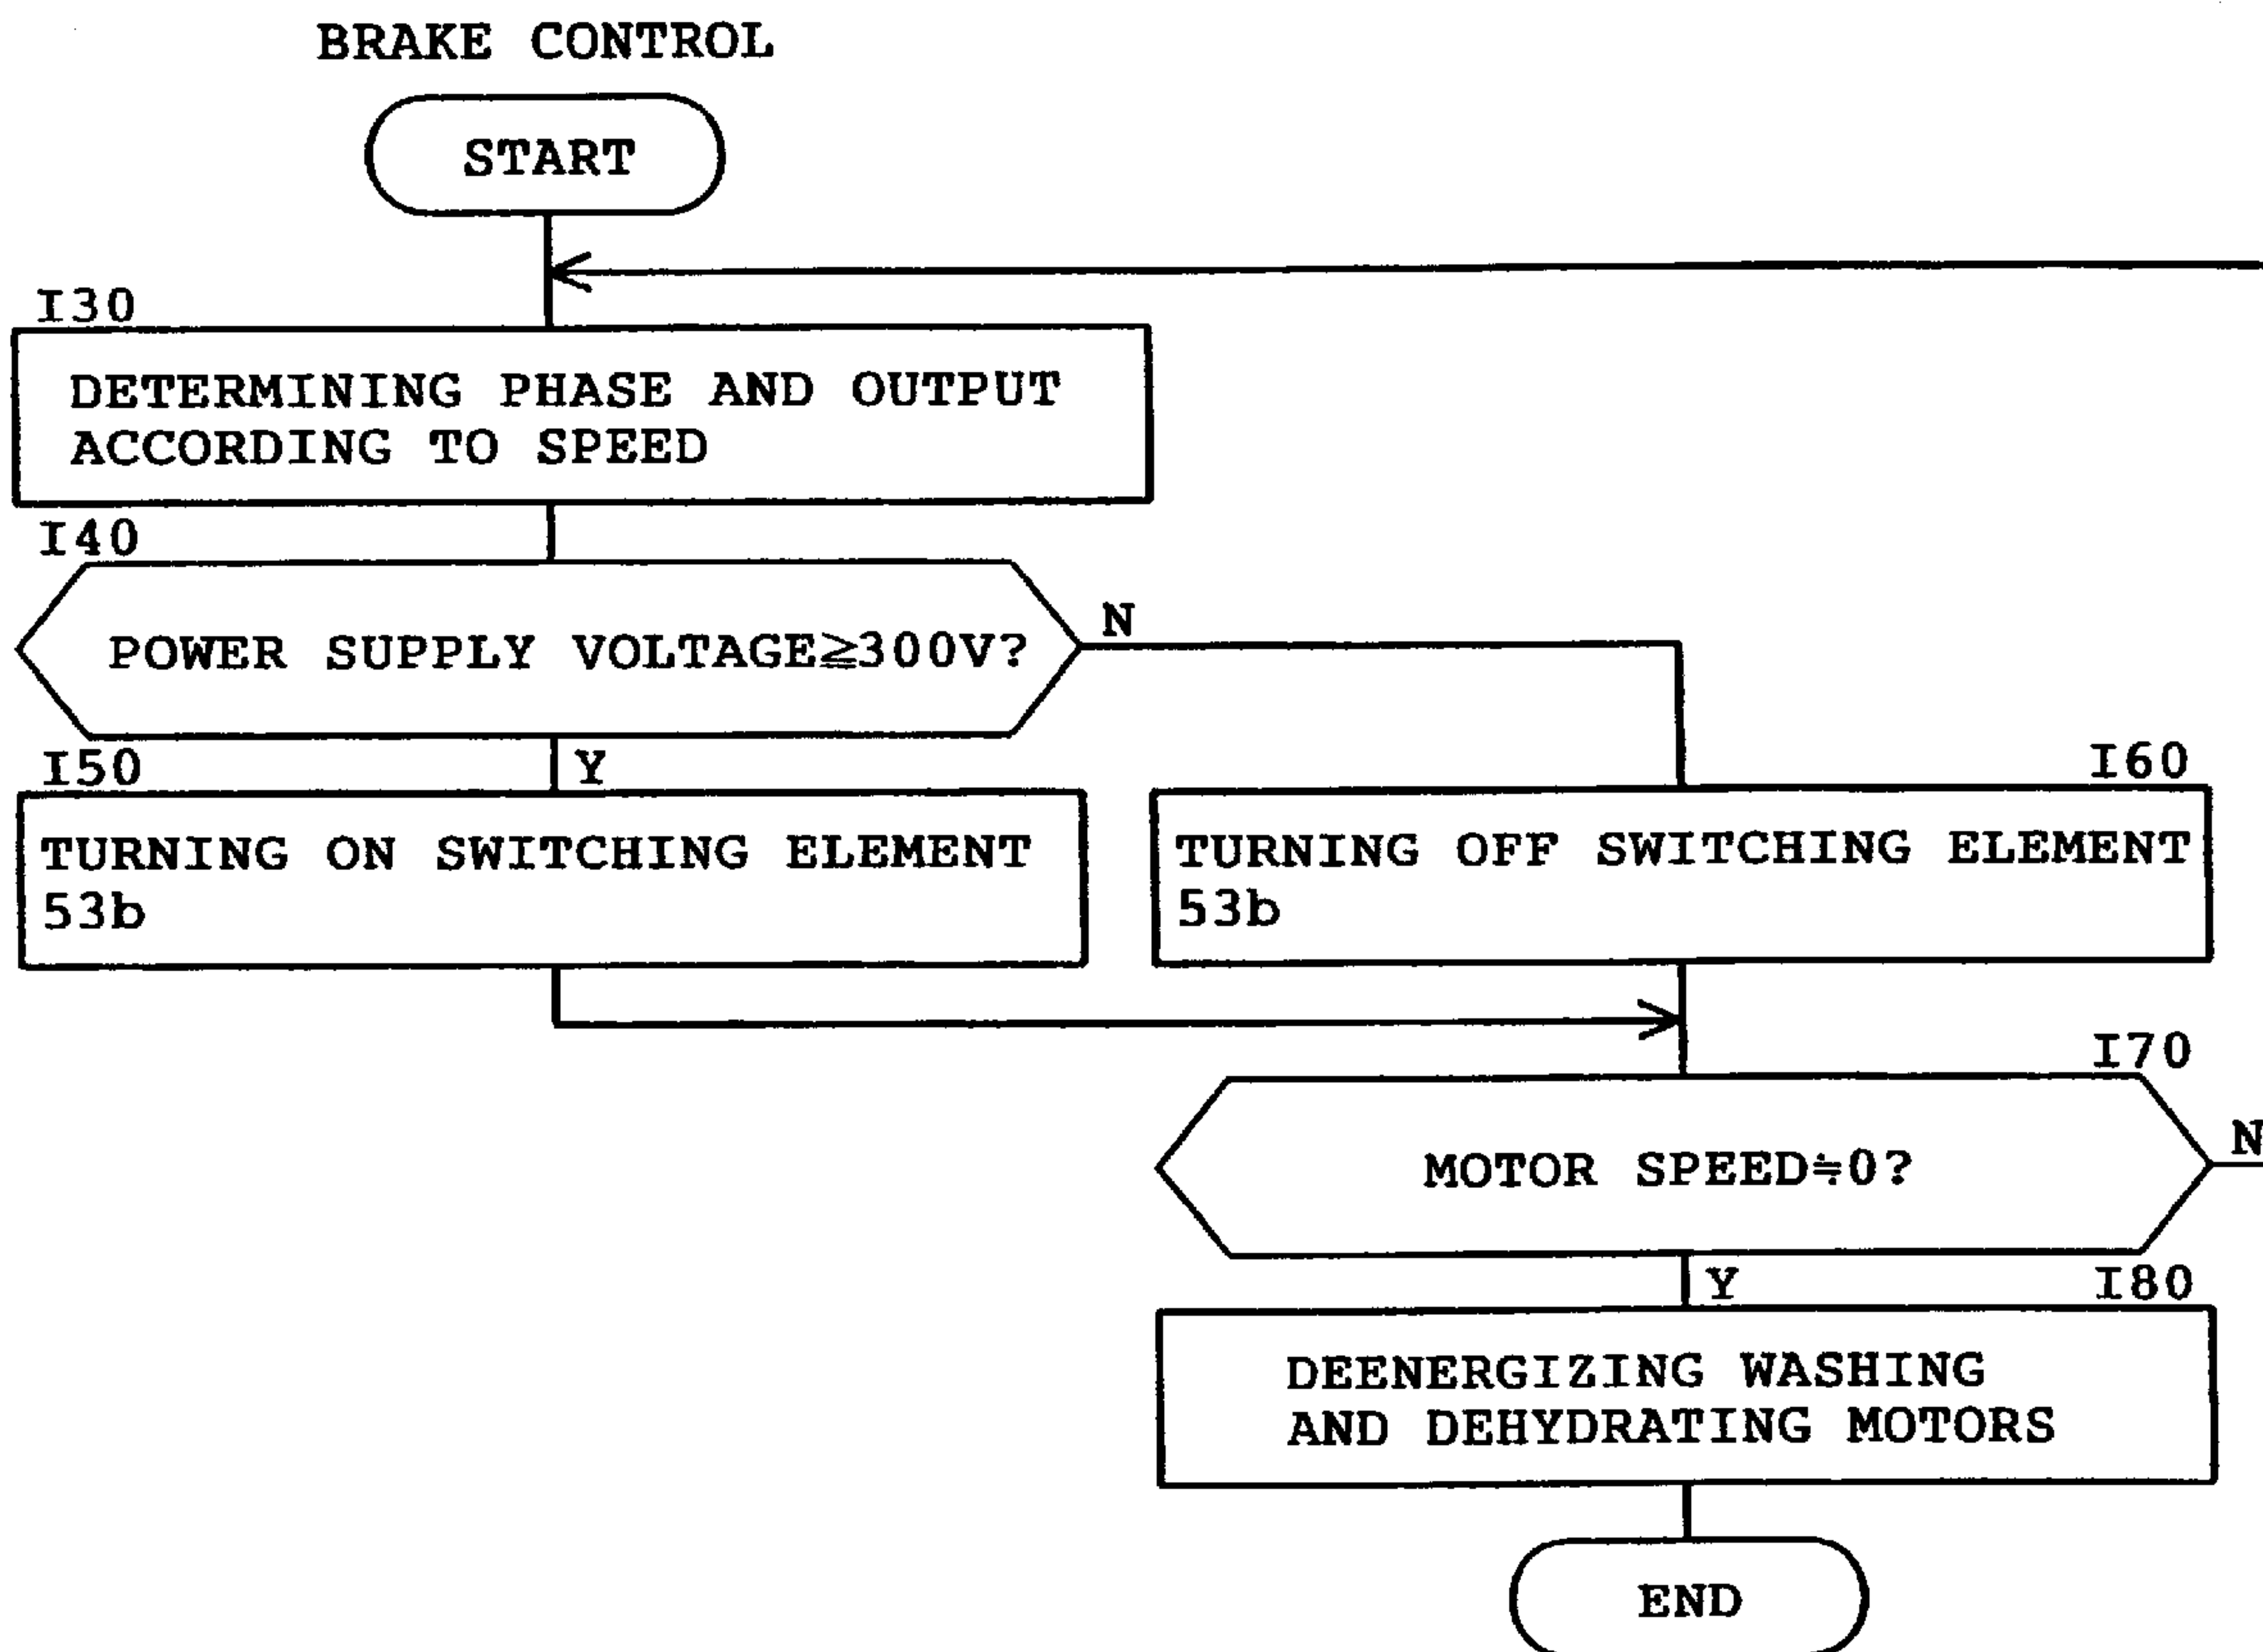 BRAKE CONTROL
START
I30
DETERMINING PHASE AND OUTPUT
ACCORDING TO SPEED
I40
POWER SUPPLY VOLTAGE≧300V?
N
Y
I50
TURNING ON SWITCHING ELEMENT
53b
I60
TURNING OFF SWITCHING ELEMENT
53b
I70
MOTOR SPEED≒0?
N
Y
I80
DEENERGIZING WASHING
AND DEHYDRATING MOTORS
END